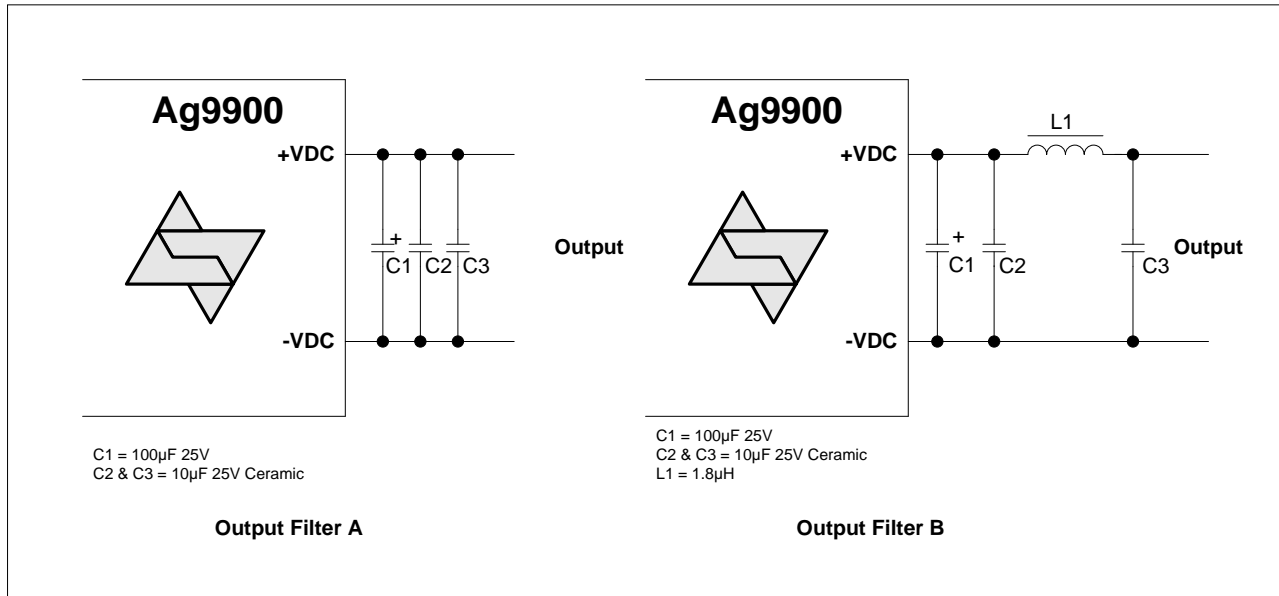 Ag9900
+VDC
-VDC
+
C1
C2
C3
Output
C1 = 100µF 25V
C2 & C3 = 10µF 25V Ceramic
Output Filter A
Ag9900
+VDC
-VDC
L1
+
C1
C2
C3
Output
C1 = 100µF 25V
C2 & C3 = 10µF 25V Ceramic
L1 = 1.8µH
Output Filter B